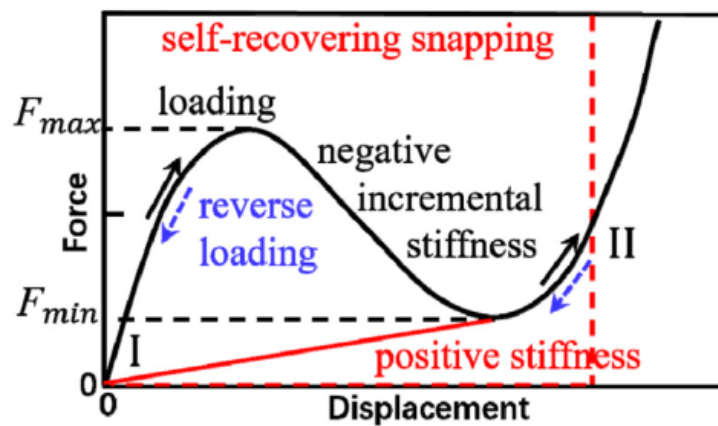 self-recovering snapping
loading
F_max
negative
incremental
stiffness
reverse
loading
Force
II
F_min
I
positive stiffness
0
0
Displacement